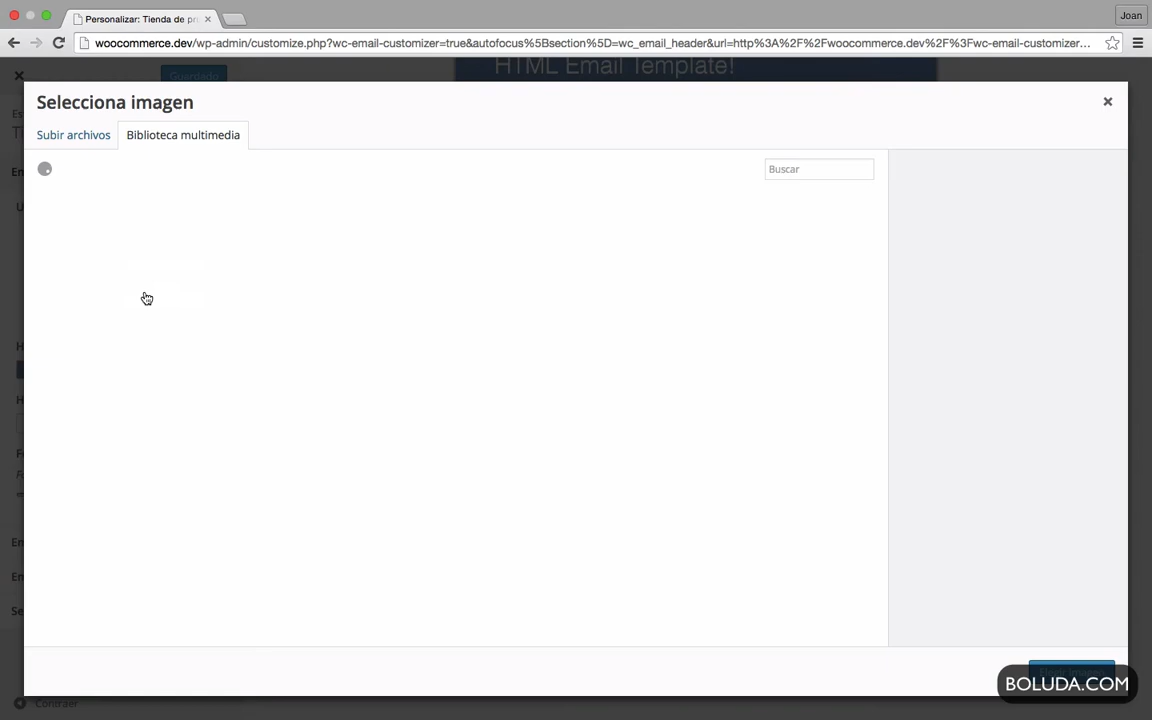 Personalizar: Tienda de pr
Joan
woocommerce.dev/wp-admin/customize.php?wc-email-customizer=true&autofocus%5Bsection%5D=wc_email_header&url=http%3A%2F%2Fwoocommerce.dev%2F%3Fwc-email-customizer...
Guardado
HTML Email Template!
Selecciona imagen
Subir archivos
Biblioteca multimedia
Buscar
Contraer
BOLUDA.COM